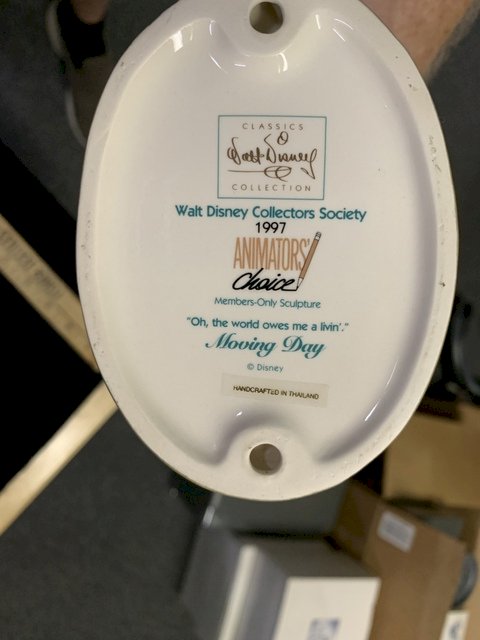 CLASSICS
Walt Disney
COLLECTION
Walt Disney Collectors Society
1997
ANIMATORS'
Choice
Members-Only Sculpture
"Oh, the world owes me a livin'."
Moving Day
© Disney
HANDCRAFTED IN THAILAND